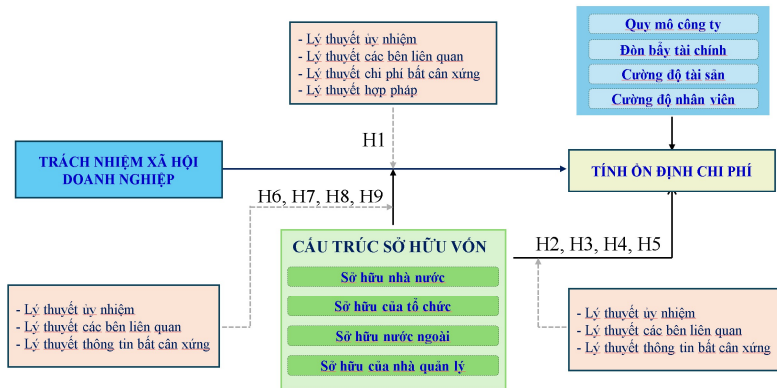 - Lý thuyết ủy nhiệm
- Lý thuyết các bên liên quan
- Lý thuyết chi phí bất cân xứng
- Lý thuyết hợp pháp
Quy mô công ty
Đòn bẩy tài chính
Cường độ tài sản
Cường độ nhân viên
H1
TRÁCH NHIỆM XÃ HỘI
DOANH NGHIỆP
TÍNH ỔN ĐỊNH CHI PHÍ
H6, H7, H8, H9
CẤU TRÚC SỞ HỮU VỐN
Sở hữu nhà nước
Sở hữu của tổ chức
Sở hữu nước ngoài
Sở hữu của nhà quản lý
H2, H3, H4, H5
- Lý thuyết ủy nhiệm
- Lý thuyết các bên liên quan
- Lý thuyết thông tin bất cân xứng
- Lý thuyết ủy nhiệm
- Lý thuyết các bên liên quan
- Lý thuyết thông tin bất cân xứng